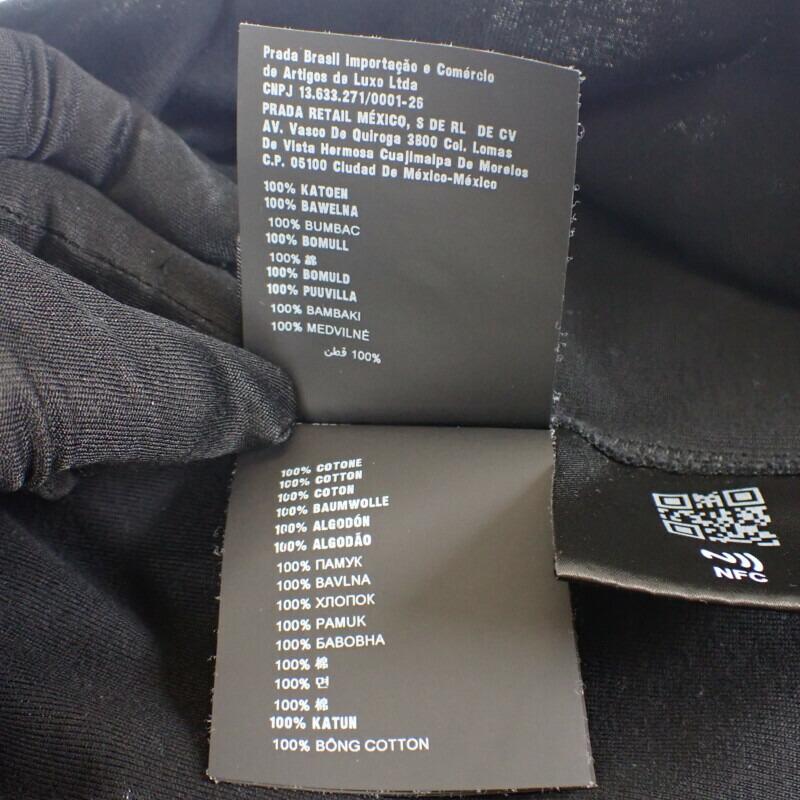 Prada Brasil Importação e Comércio
de Artigos de Luxo Ltda
CNPJ 13.633.271/0001-26
PRADA RETAIL MÉXICO, S DE RL DE CV
AV. Vasco De Quiroga 3800 Col. Lomas
De Vista Hermosa Cuajimalpa De Morelos
C.P. 05100 Ciudad De México-México
100% KATOEN
100% BAWELNA
100% BUMBAC
100% BOMULL
100% 綿
100% BOMULD
100% PUUVILLA
100% BAMBAKI
100% MEDVILNĖ
100% قطن
100% COTONE
100% COTTON
100% COTON
100% BAUMWOLLE
100% ALGODÓN
100% ALGODÃO
100% ПАМУК
100% BAVLNA
100% ХЛОПОК
100% PAMUK
100% БАВОВНА
100% 棉
100% 면
100% 棉
100% KATUN
100% BÔNG COTTON
NFC